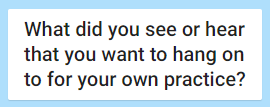 What did you see or hear
that you want to hang on
to for your own practice?